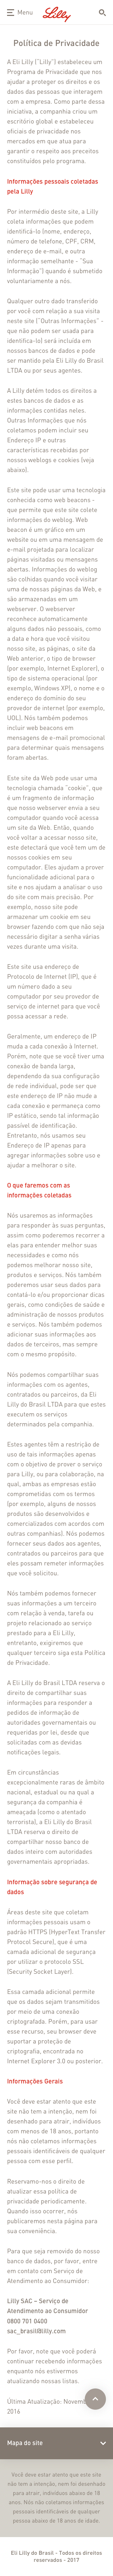 Menu
Lilly
Política de Privacidade
A Eli Lilly ("Lilly") estabeleceu um
Programa de Privacidade que nos
ajuda a proteger os direitos e os
dados das pessoas que interagem
com a empresa. Como parte dessa
iniciativa, a companhia criou um
escritório global e estabeleceu
oficiais de privacidade nos
mercados em que atua para
garantir o respeito aos preceitos
constituídos pelo programa.
Informações pessoais coletadas
pela Lilly
Por intermédio deste site, a Lilly
coleta informações que podem
identificá-lo (nome, endereço,
número do telefone, CPF, CRM,
endereço de e-mail, e outra
informação semelhante - "Sua
Informação") quando é submetido
voluntariamente a nós.
Qualquer outro dado transferido
por você com relação à sua visita
neste site ("Outras Informações" -
que não podem ser usada para
identifica-lo) será incluída em
nossos bancos de dados e pode
ser mantido pela Eli Lilly do Brasil
LTDA ou por seus agentes.
A Lilly detém todos os direitos a
estes bancos de dados e as
informações contidas neles.
Outras Informações que nós
coletamos podem incluir seu
Endereço IP e outras
características recebidas por
nossa weblogs e cookies (veja
abaixo).
Este site pode usar uma tecnologia
conhecida como web beacons -
que permite que este site colete
informações do weblog. Web
beacon é um gráfico em um
website ou em uma mensagem de
e-mail projetada para localizar
páginas visitadas ou mensagens
abertas. Informações do weblog
são colhidas quando você visitar
uma de nossas páginas da Web, e
são armazenadas em um
webserver. O webserver
reconheca automaticamente
alguns dados não pessoais, como
a data e hora que você visitou
nosso site, as páginas, o site da
Web anterior, o tipo de browser
(por exemplo, Internet Explorer), o
tipo de sistema operacional (por
exemplo, Windows XP), o nome e o
endereço do domínio do seu
provedor de internet (por exemplo,
UOL). Nós também podemos
incluir web beacons em
mensagens de e-mail promocional
para determinar quais mensagens
foram abertas.
Este site da Web pode usar uma
tecnologia chamada "cookie", que
é um fragmento de informação
que nosso webserver envia a seu
computador quando você acessa
um site da Web. Então, quando
você voltar a acessar nosso site,
este detectará que você tem um de
nossos cookies em seu
computador. Eles ajudam a prover
funcionalidade adicional para o
site e nos ajudam a analisar o uso
do site com mais precisão. Por
exemplo, nosso site pode
armazenar um cookie em seu
browser fazendo com que não seja
necessário digitar a senha várias
vezes durante uma visita.
Este site usa endereço de
Protocolo de Internet (IP), que é
um número dado a seu
computador por seu provedor de
serviço de internet para que você
possa acessar a rede.
Geralmente, um endereço de IP
muda a cada conexão à Internet.
Porém, note que se você tiver uma
conexão de banda larga,
dependendo da sua configuração
de rede individual, pode ser que
este endereço de IP não mude a
cada conexão e permança como
IP estático, sendo tal informação
passível de identificação.
Entretanto, nós usamos seu
Endereço de IP apenas para
agregar informações sobre uso e
ajudar a melhorar o site.
O que faremos com as
informações coletadas
Nós usaremos as informações
para responder às suas perguntas,
assim como poderemos recorrer a
elas para entender melhor suas
necessidades e como nós
podemos melhorar nosso site,
produtos e serviços. Nós também
podermos usar seus dados para
contatá-lo e/ou proporcionar dicas
gerais, como condições de saúde e
administração de nossos produtos
e serviços. Nós também podemos
adicionar suas informações aos
dados de terceiros, mas sempre
com o mesmo propósito.
Nós podemos compartilhar suas
informações com os agentes,
contratados ou parceiros, da Eli
Lilly do Brasil LTDA para que estes
executem os serviços
determinados pela companhia.
Estes agentes têm a restrição de
uso de tais informações apenas
com o objetivo de prover o serviço
para Lilly, ou para colaboração, na
qual, ambas as empresas estão
comprometidas com os termos
(por exemplo, alguns de nossos
produtos são desenvolvidos e
comercializados com acordos com
outras companhias). Nós podemos
fornecer seus dados aos agentes,
contratados ou parceiros para que
eles possam remeter informações
que você solicitou.
Nós também podemos fornecer
suas informações a um terceiro
com relação à venda, tarefa ou
projeto relacionado ao serviço
prestado para a Eli Lilly,
entretanto, exigiremos que
qualquer terceiro siga esta Política
de Privacidade.
A Eli Lilly do Brasil LTDA reserva o
direito de compartilhar suas
informações para responder a
pedidos de informação de
autoridades governamentais ou
requeridas por lei, desde que
solicitadas com as devidas
notificações legais.
Em circunstâncias
excepcionalmente raras de âmbito
nacional, estadual ou na qual a
segurança da companhia é
ameaçada (como o atentado
terrorista), a Eli Lilly do Brasil
LTDA reserva o direito de
compartilhar nosso banco de
dados inteiro com autoridades
governamentais apropriadas.
Informação sobre segurança de
dados
Áreas deste site que coletam
informações pessoais usam o
padrão HTTPS (HyperText Transfer
Protocol Secure), que é uma
camada adicional de segurança
por utilizar o protocolo SSL
(Security Socket Layer).
Essa camada adicional permite
que os dados sejam transmitidos
por meio de uma conexão
criptografada. Porém, para usar
esse recurso, seu browser deve
suportar a proteção de
criptografia, encontrada no
Internet Explorer 3.0 ou posterior.
Informações Gerais
Você deve estar atento que este
site não tem a intenção, nem foi
desenhado para atrair, indivíduos
com menos de 18 anos, portanto
nós não coletamos informações
pessoais identificáveis de qualquer
pessoa com esse perfil.
Reservamo-nos o direito de
atualizar essa política de
privacidade periodicamente.
Quando isso ocorrer, nós
publicaremos nesta página para
sua conveniência.
Para que seja removido do nosso
banco de dados, por favor, entre
em contato com Serviço de
Atendimento ao Consumidor:
Lilly SAC – Serviço de
Atendimento ao Consumidor
0800 701 0400
sac_brasil@lilly.com
Por favor, note que você poderá
continuar recebendo informações
enquanto nós estivermos
atualizando nossas listas.
Última Atualização:
2016
Mapa do site
Você deve estar atento que este site
não tem a intenção, nem foi desenhado
para atrair, indivíduos abaixo de 18
anos. Nós não coletamos informações
pessoais identificáveis de qualquer
pessoa abaixo de 18 anos de idade.
Eli Lilly do Brasil - Todos os direitos
reservados - 2017